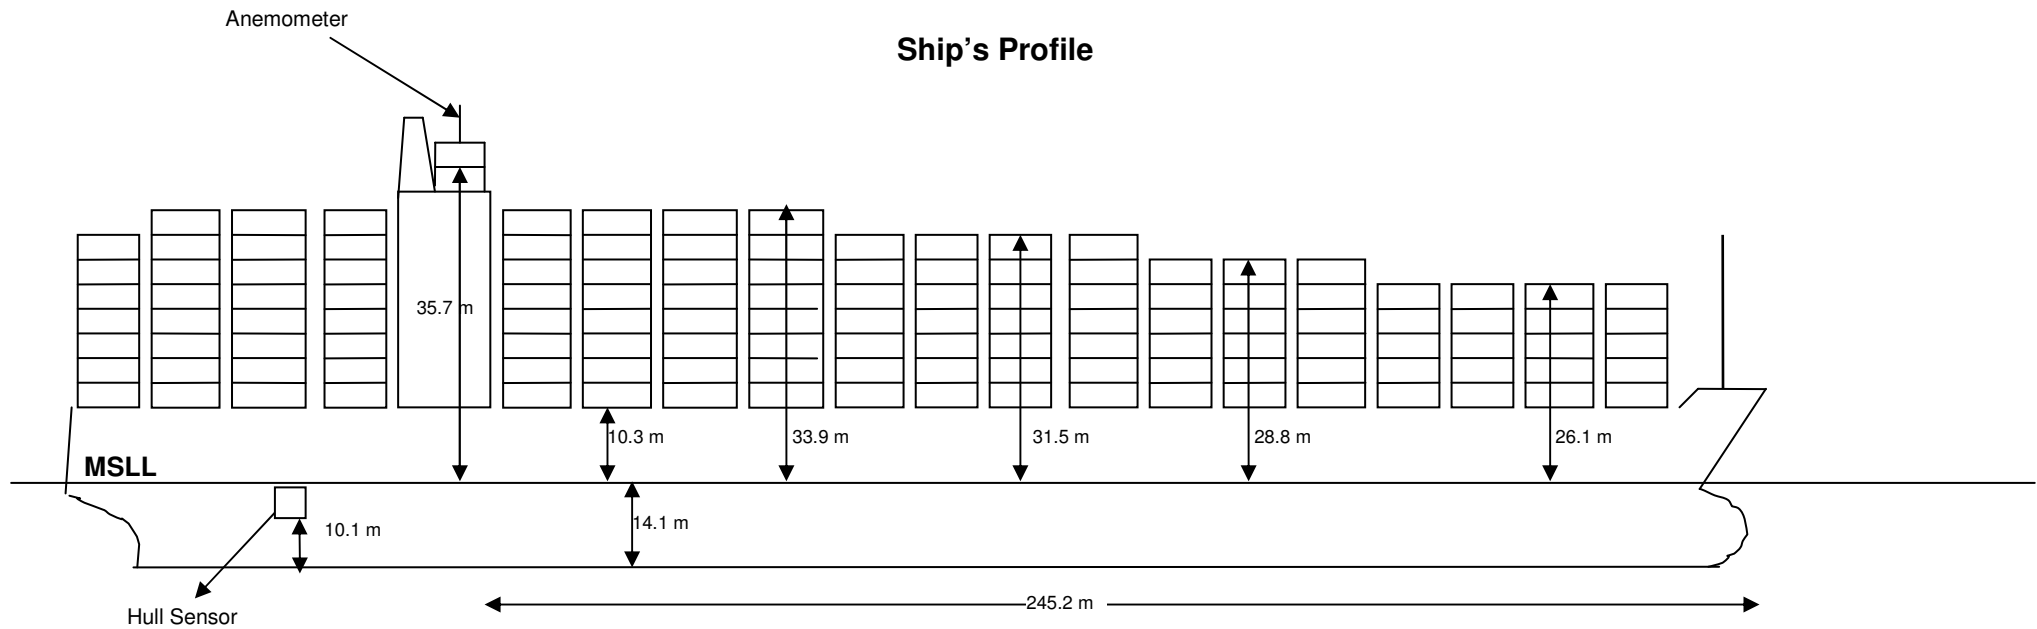 Anemometer
Ship's Profile
35.7 m
10.3 m
33.9 m
31.5 m
28.8 m
26.1 m
MSLL
10.1 m
14.1 m
245.2 m
Hull Sensor